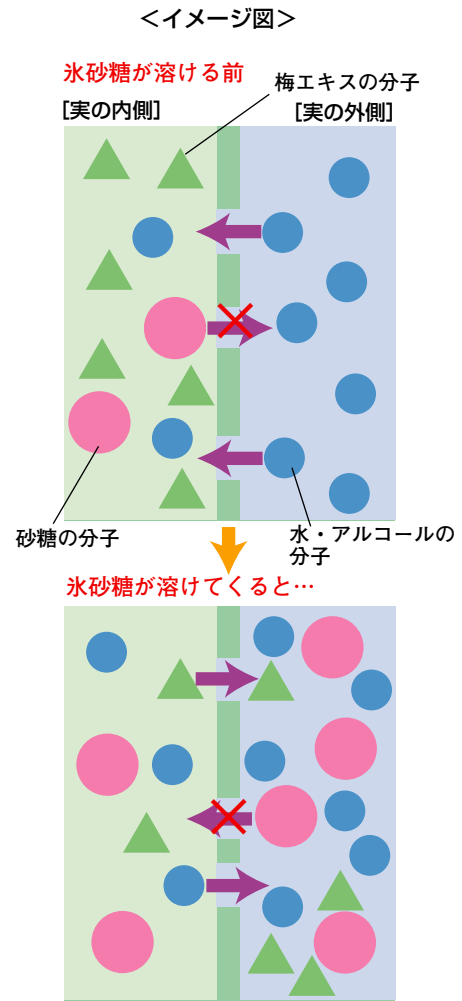 ＜イメージ図＞
氷砂糖が溶ける前
梅エキスの分子
[実の内側]
[実の外側]
砂糖の分子
水・アルコールの
分子
氷砂糖が溶けてくると…